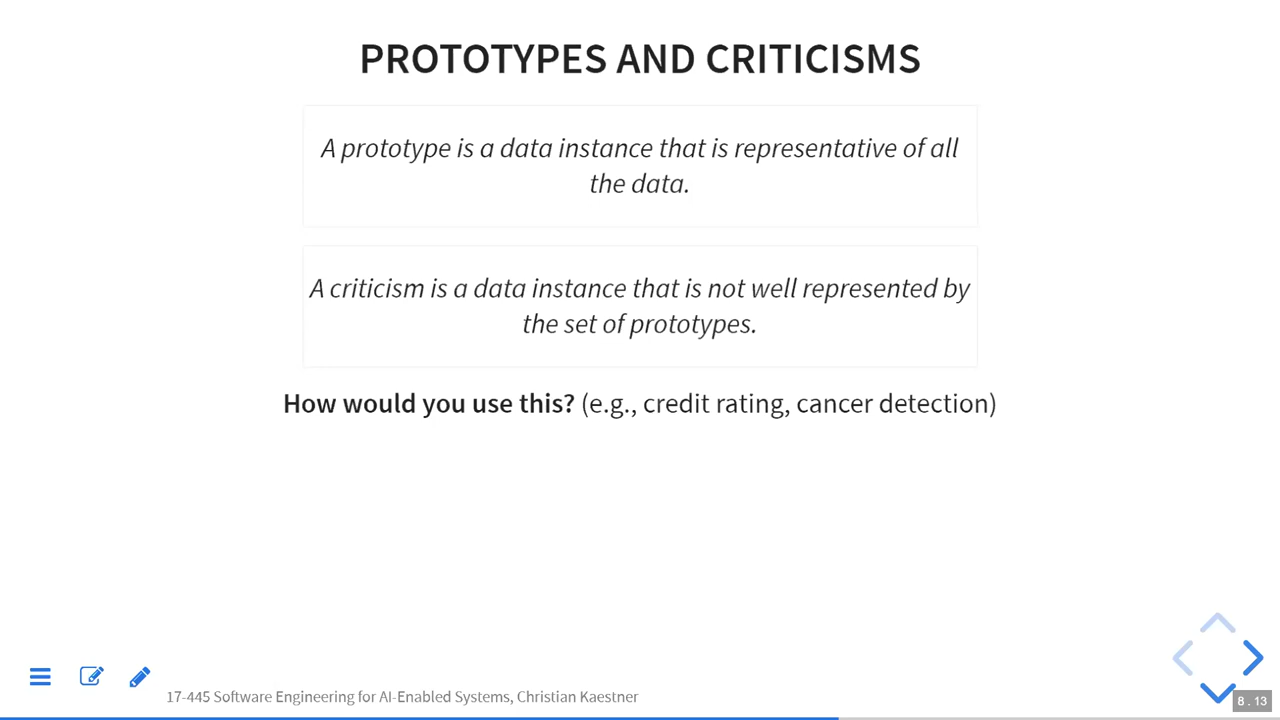 PROTOTYPES AND CRITICISMS
A prototype is a data instance that is representative of all
the data.
A criticism is a data instance that is not well represented by
the set of prototypes.
How would you use this? (e.g., credit rating, cancer detection)
17-445 Software Engineering for AI-Enabled Systems, Christian Kaestner
8 . 13